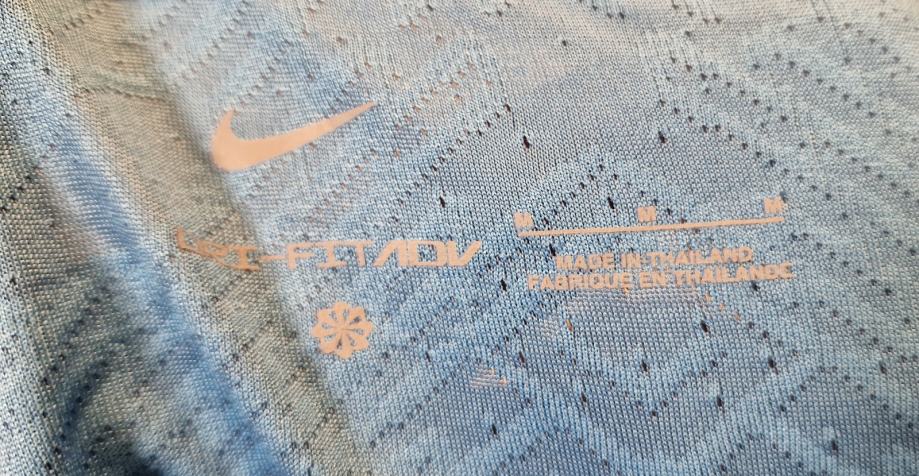 DRI-FIT ADV
M M M
MADE IN THAILAND
FABRIQUE EN THAILANDE